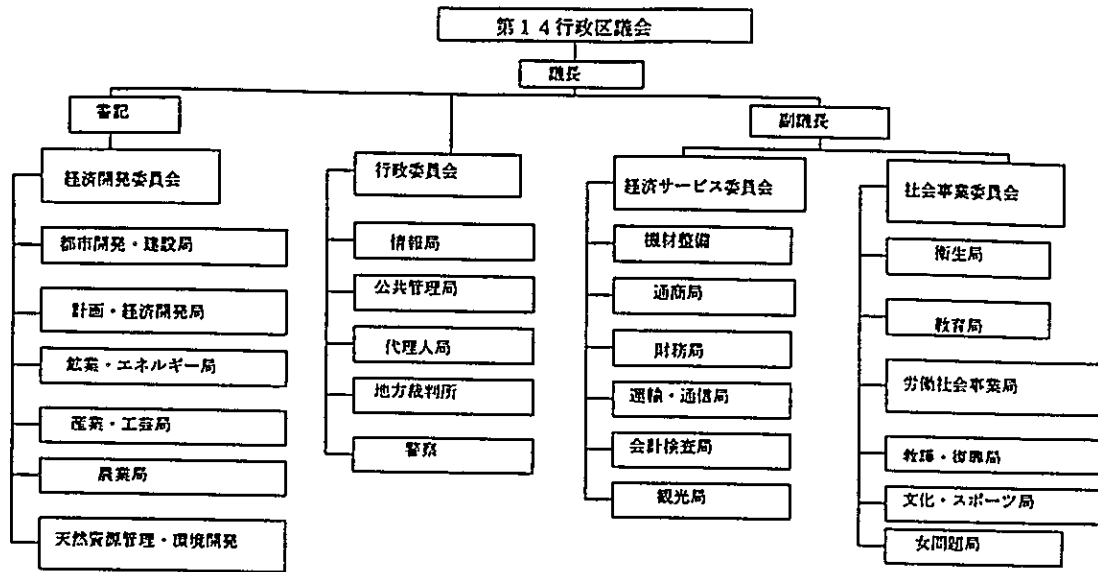 第１４行政区議会
議長
書記
副議長
経済開発委員会
都市開発・建設局
計画・経済開発局
鉱業・エネルギー局
産業・工芸局
農業局
天然資源管理・環境開発
行政委員会
情報局
公共管理局
代理人局
地方裁判所
警察
経済サービス委員会
機材整備
通商局
財務局
運輸・通信局
会計検査局
観光局
社会事業委員会
衛生局
教育局
労働社会事業局
救護・復興局
文化・スポーツ局
女問題局